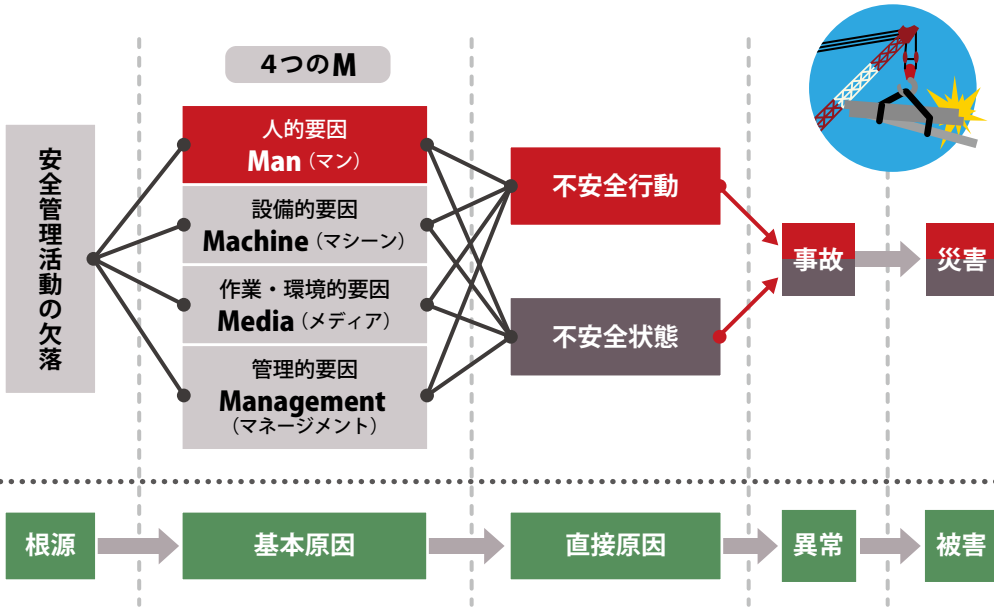 4つのM
安全管理活動の欠落
人的要因
Man(マン)
設備的要因
Machine(マシーン)
作業・環境的要因
Media(メディア)
管理的要因
Management
(マネージメント)
不安全行動
不安全状態
事故
災害
根源
基本原因
直接原因
異常
被害